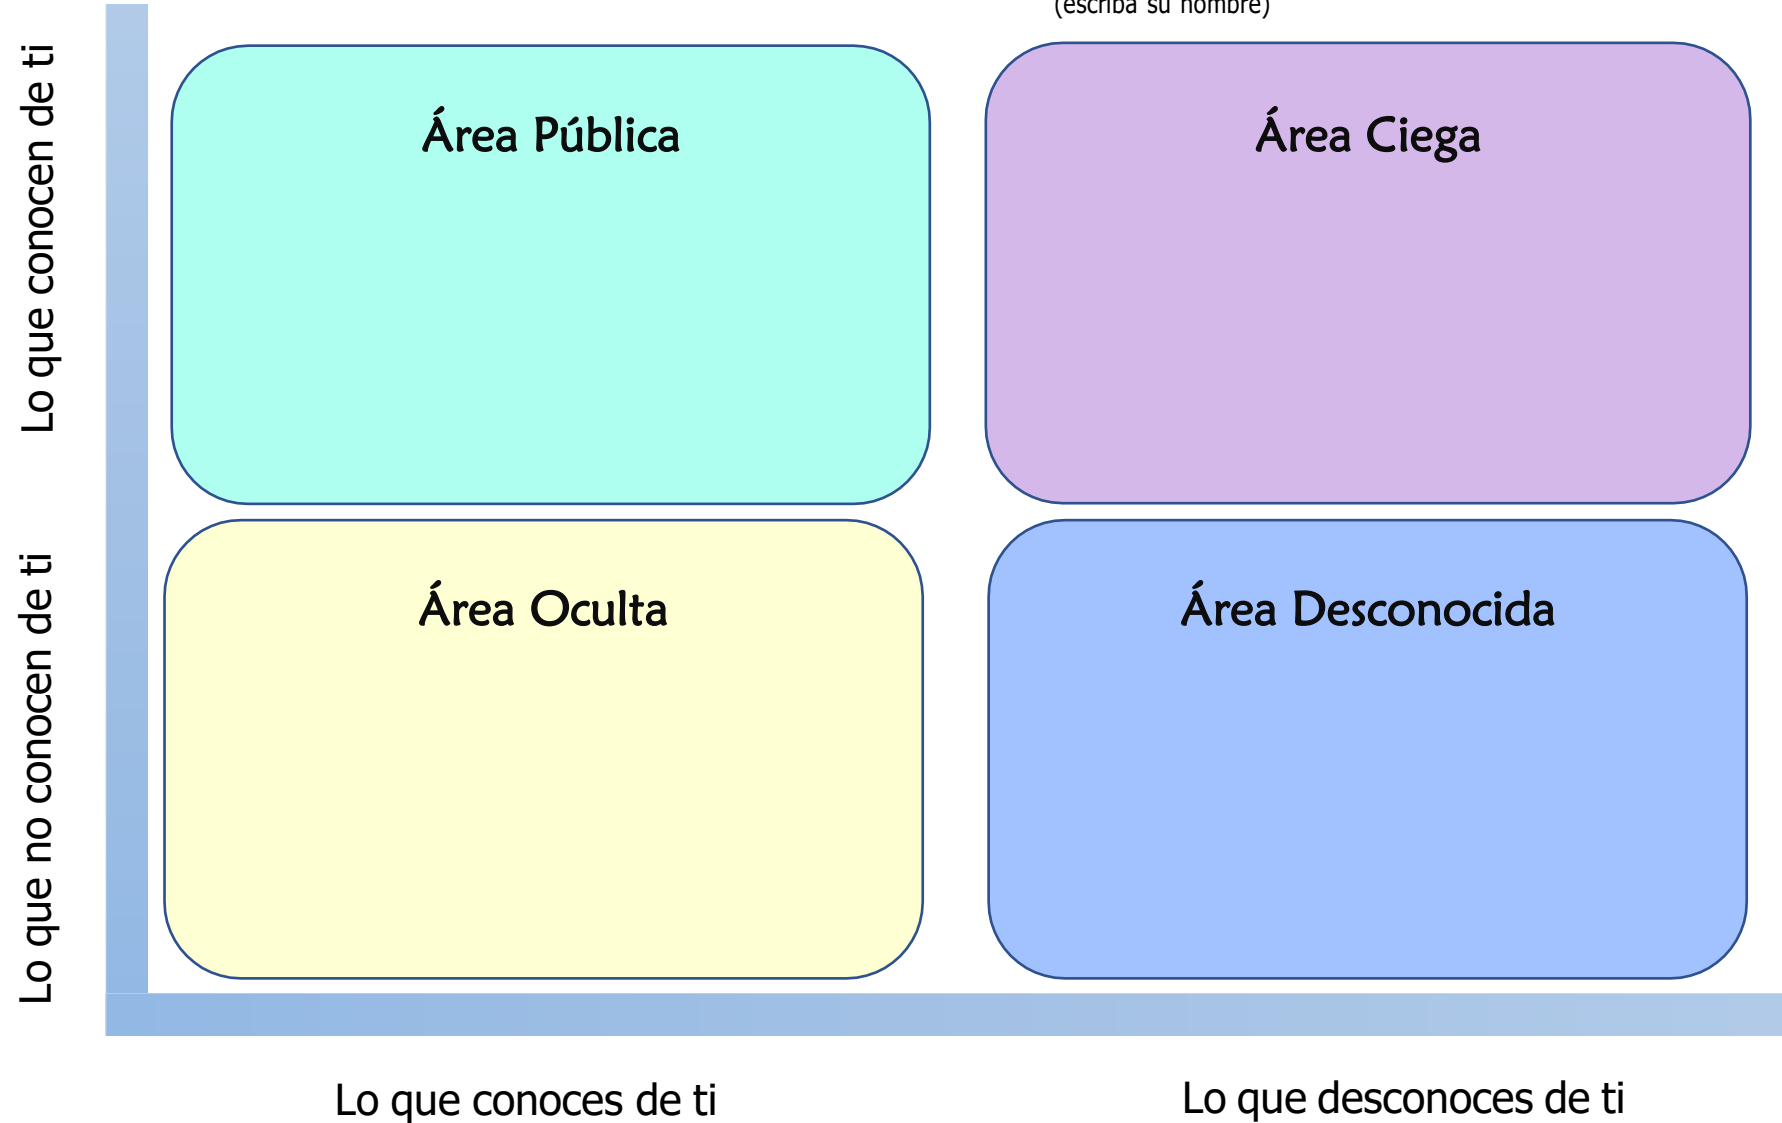 (escriba su nombre)
Lo que conocen de ti
Área Pública
Área Ciega
Lo que no conocen de ti
Área Oculta
Área Desconocida
Lo que conoces de ti
Lo que desconoces de ti